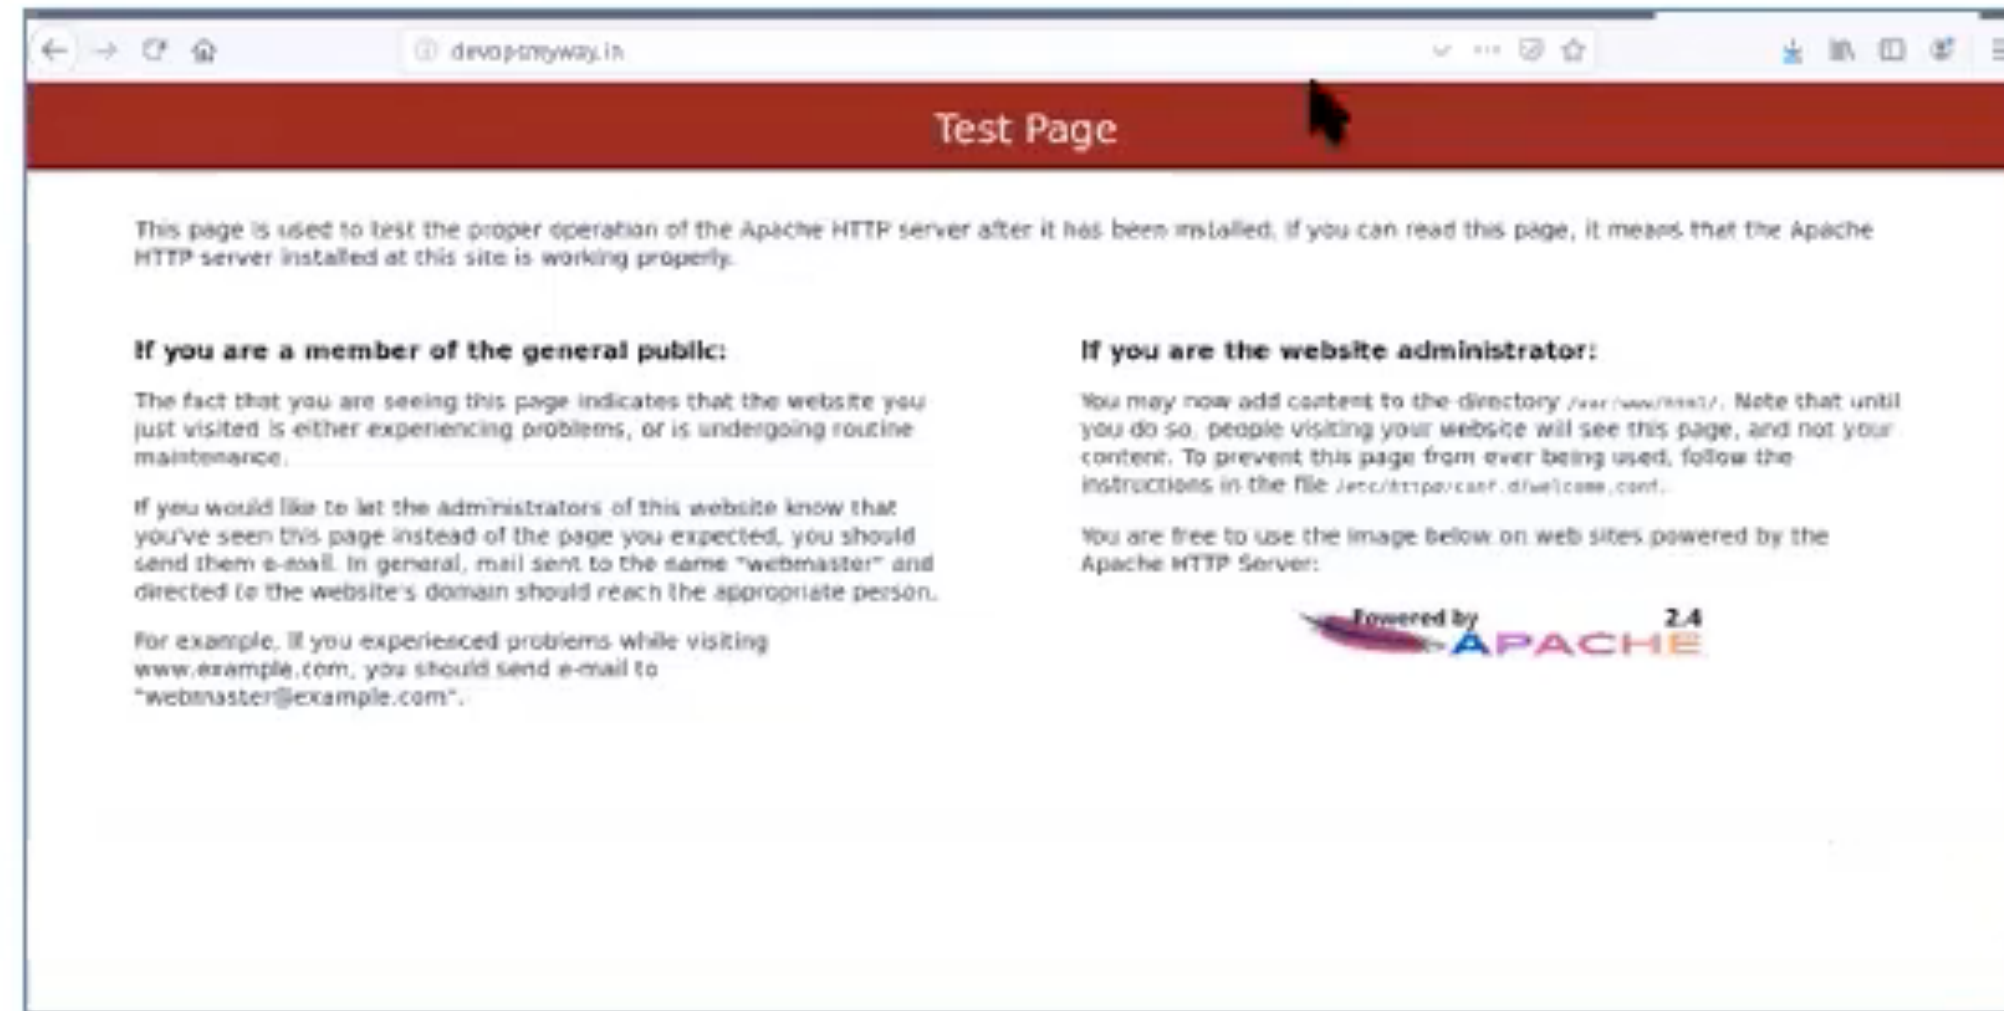 devopsmyway.in
Test Page
This page is used to test the proper operation of the Apache HTTP server after it has been installed. If you can read this page, it means that the Apache
HTTP server installed at this site is working properly.
If you are a member of the general public:
The fact that you are seeing this page indicates that the website you
just visited is either experiencing problems, or is undergoing routine
maintenance.
If you would like to let the administrators of this website know that
you've seen this page instead of the page you expected, you should
send them e-mail. In general, mail sent to the name "webmaster" and
directed to the website's domain should reach the appropriate person.
For example, if you experienced problems while visiting
www.example.com, you should send e-mail to
"webmaster@example.com".
If you are the website administrator:
You may now add content to the directory /var/www/html/. Note that until
you do so, people visiting your website will see this page, and not your
content. To prevent this page from ever being used, follow the
instructions in the file /etc/httpd/conf.d/welcome.conf.
You are free to use the image below on web sites powered by the
Apache HTTP Server:
Powered by 2.4
APACHE